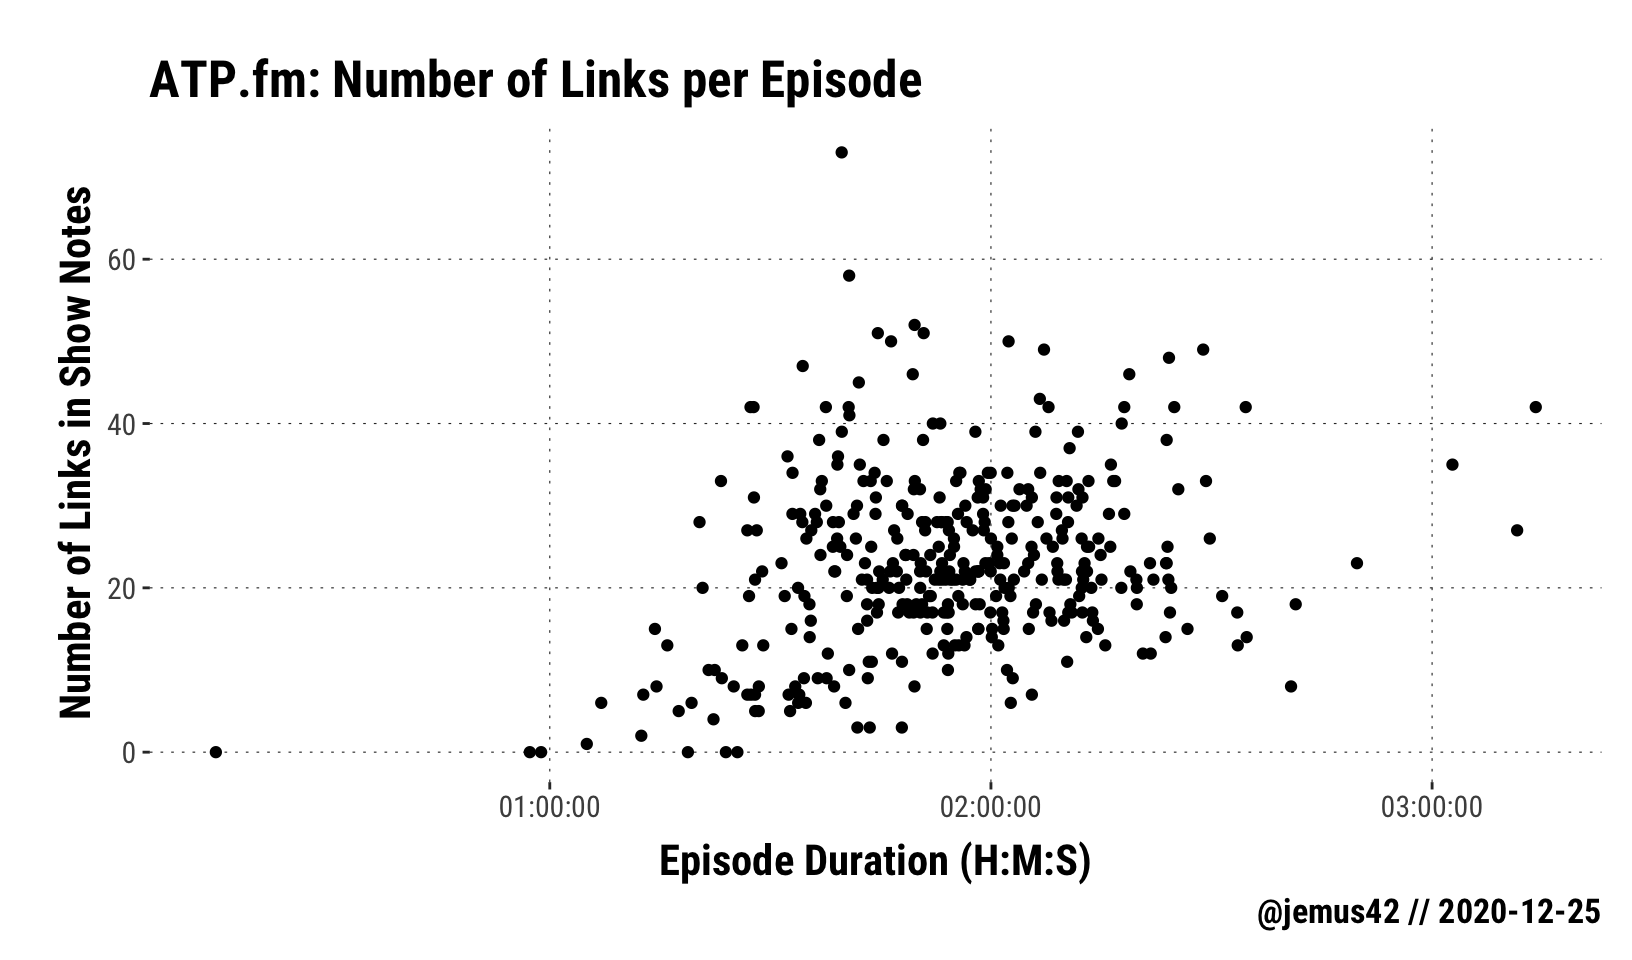 ATP.fm: Number of Links per Episode
Number of Links in Show Notes
60
40
20
0
01:00:00 02:00:00 03:00:00
Episode Duration (H:M:S)
@jemus42 // 2020-12-25